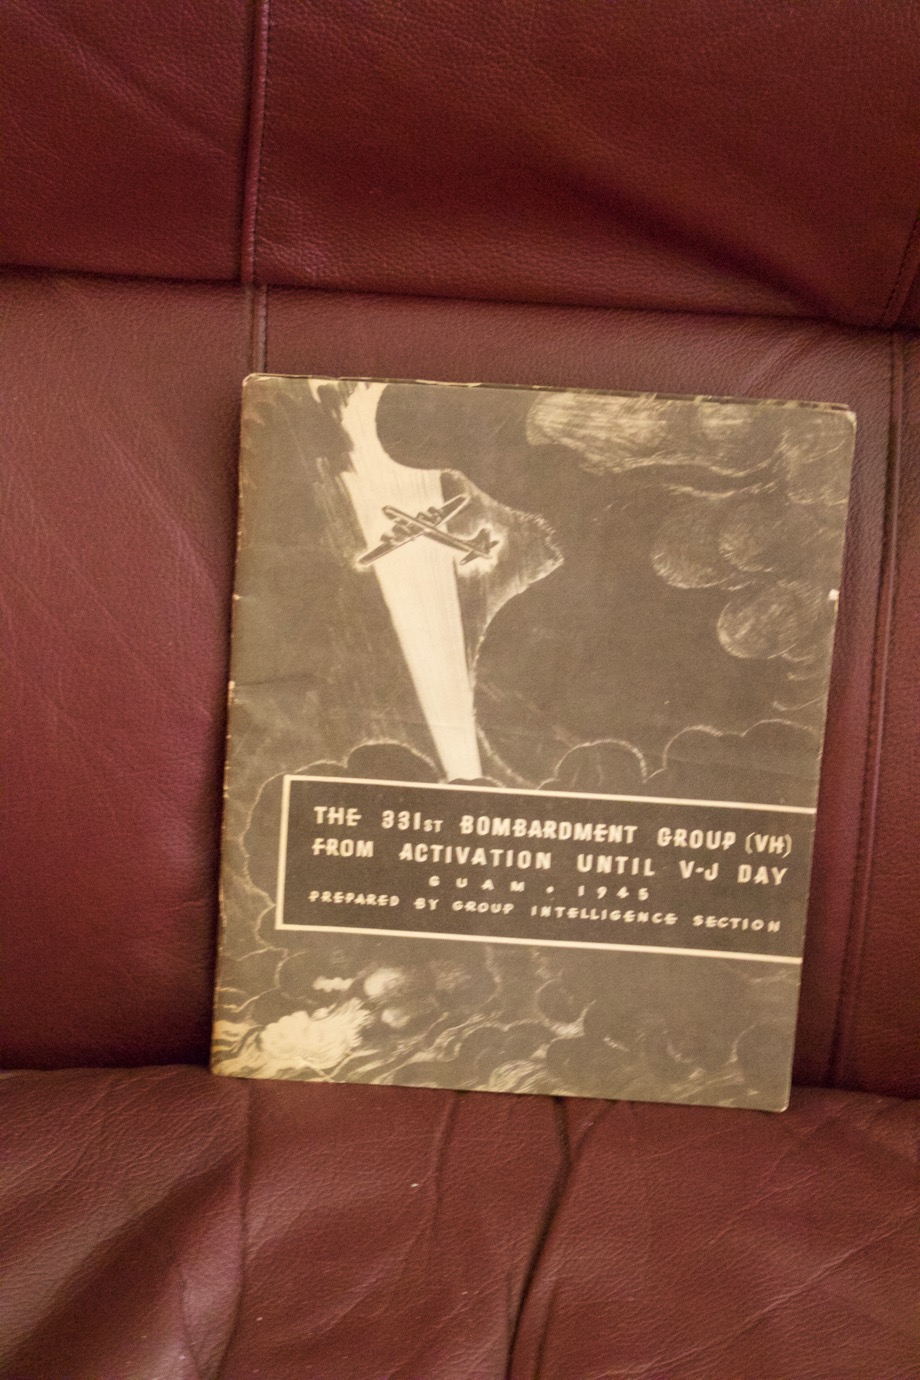 THE 331ST BOMBARDMENT GROUP (VH)
FROM ACTIVATION UNTIL V-J DAY
GUAM • 1945
PREPARED BY GROUP INTELLIGENCE SECTION